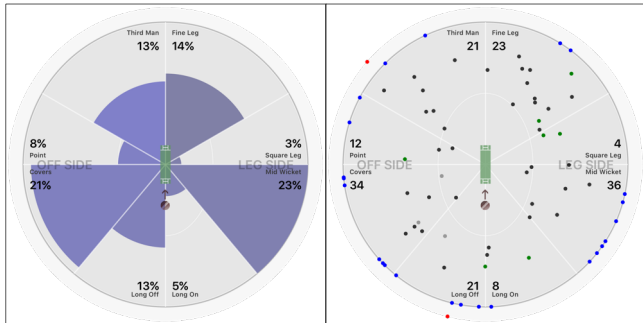 Third Man Fine Leg
13% 14%
8%
Point
OFF SIDE
Covers
21%
3%
Square Leg
LEG SIDE
Mid Wicket
23%
13% 5%
Long Off Long On
Third Man Fine Leg
21 23
12
Point
OFF SIDE
Covers
34
4
Square Leg
LEG SIDE
Mid Wicket
36
21 8
Long Off Long On